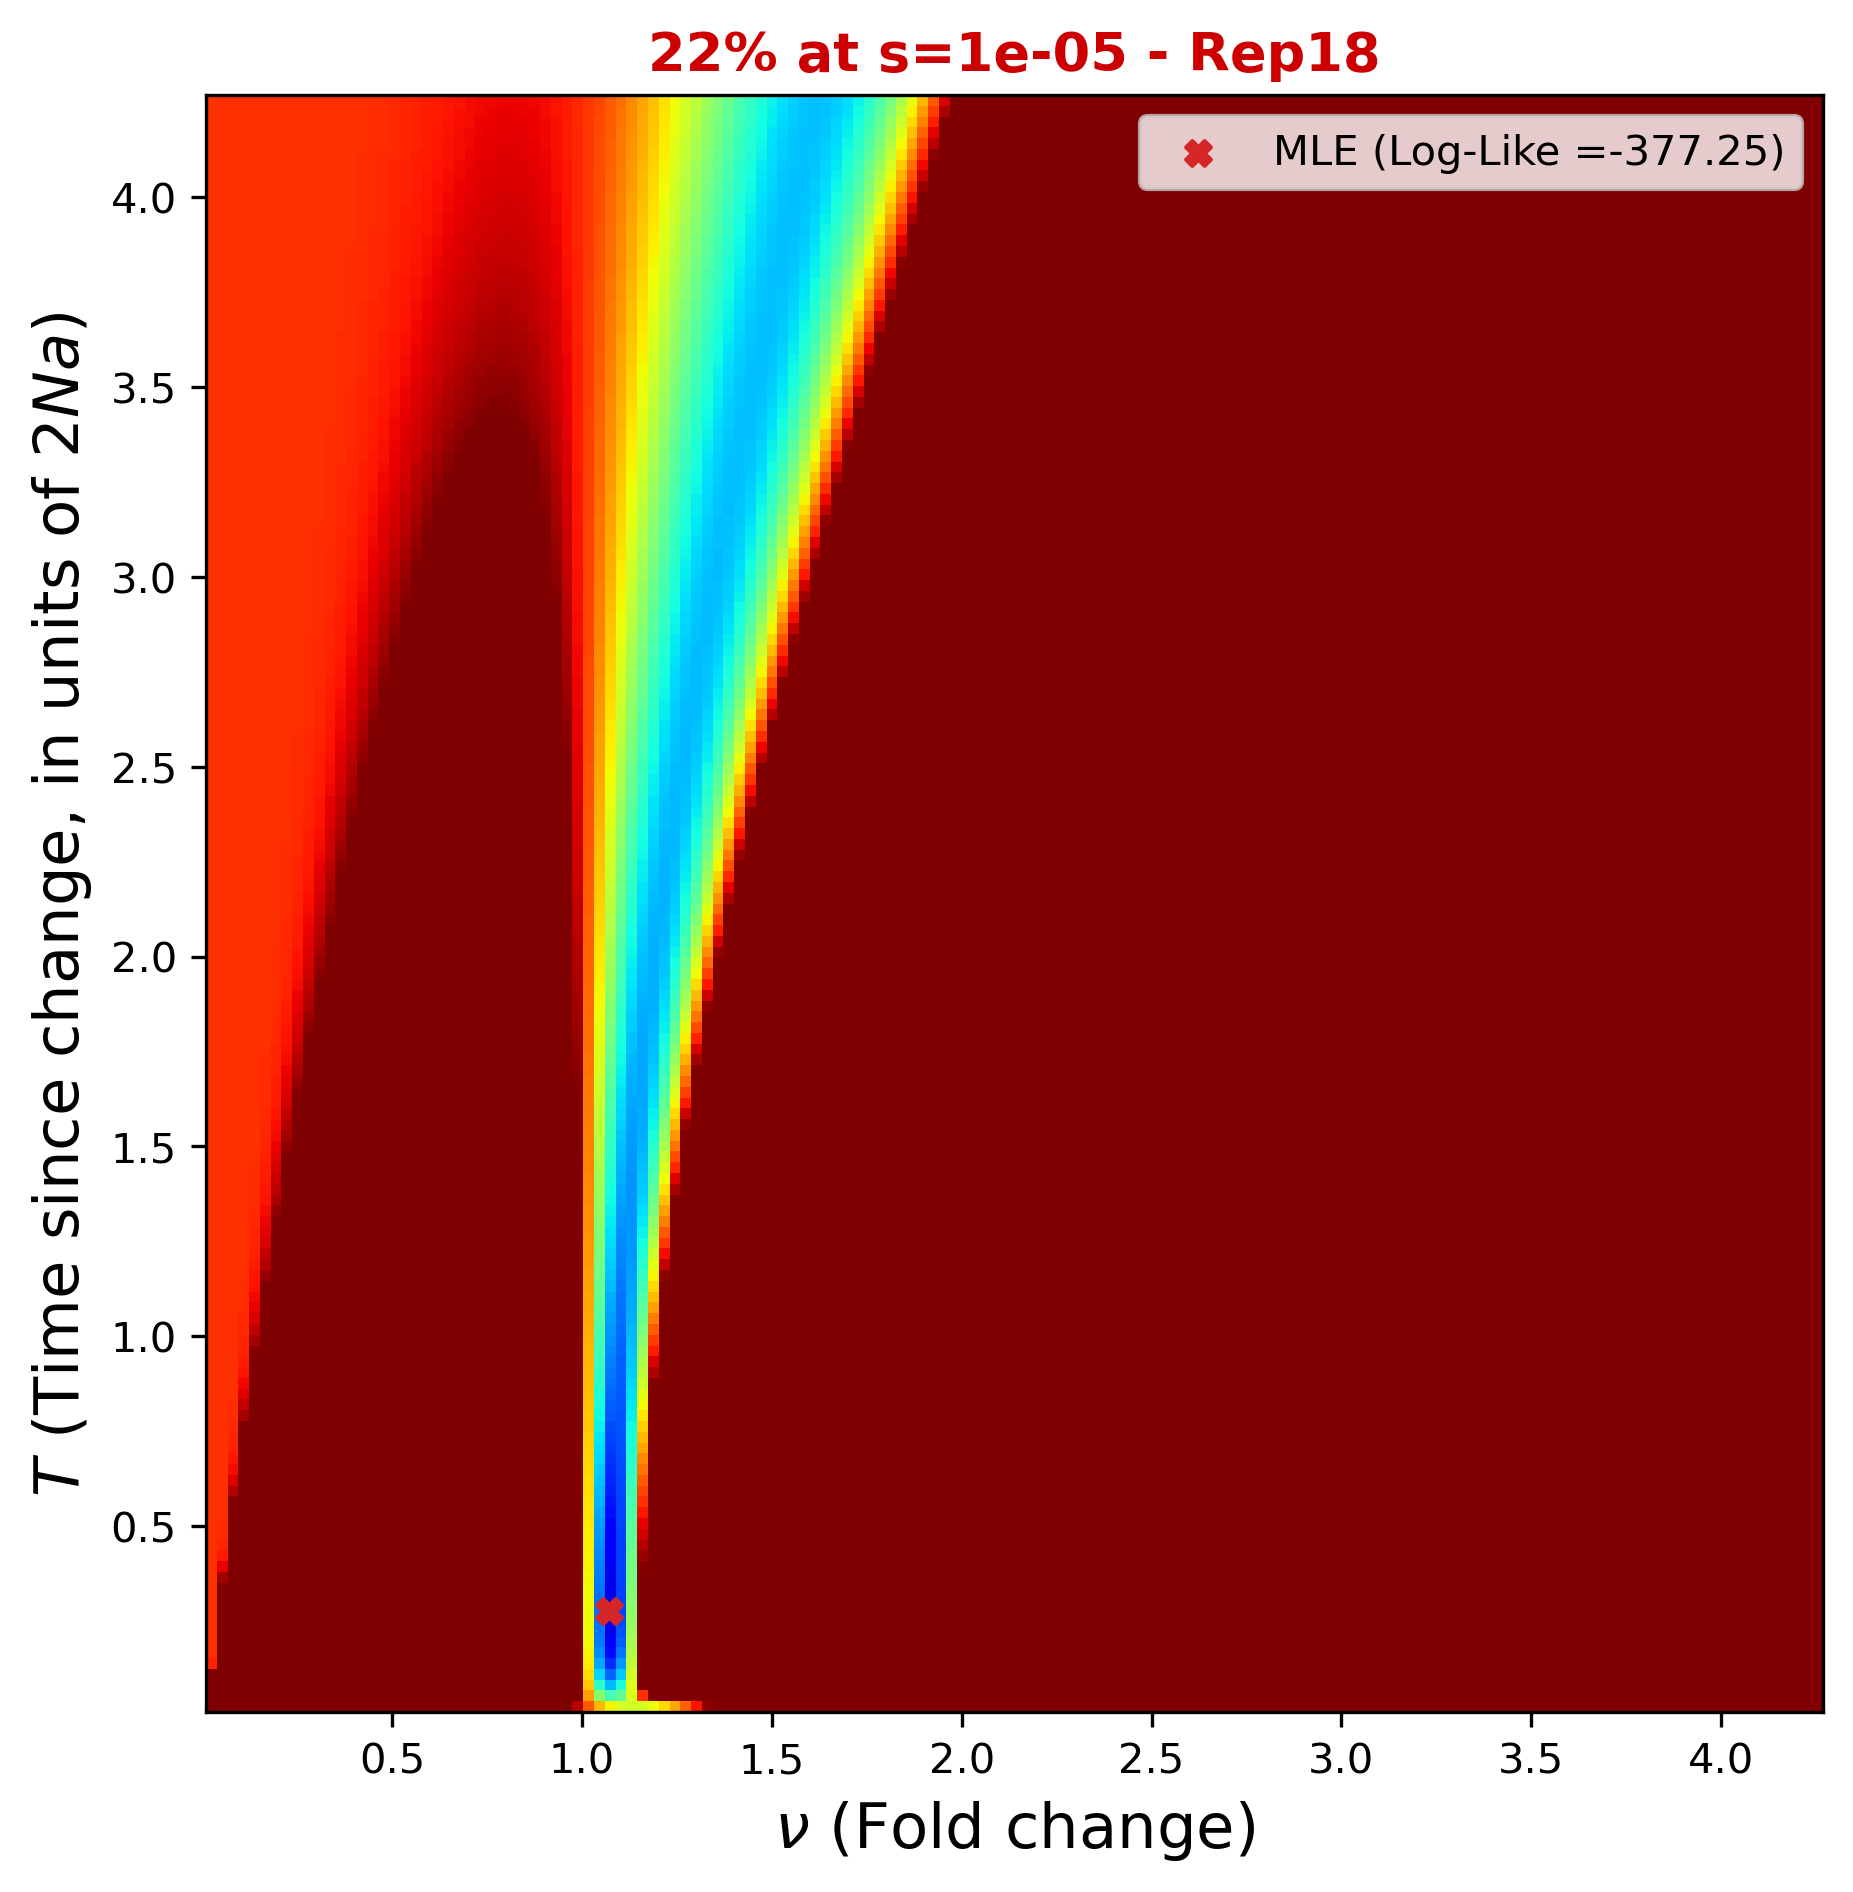 22% at s=1e-05 - Rep18
MLE (Log-Like =-377.25)
T (Time since change, in units of 2Na)
4.0
3.5
3.0
2.5
2.0
1.5
1.0
0.5
0.5 1.0 1.5 2.0 2.5 3.0 3.5 4.0
ν (Fold change)